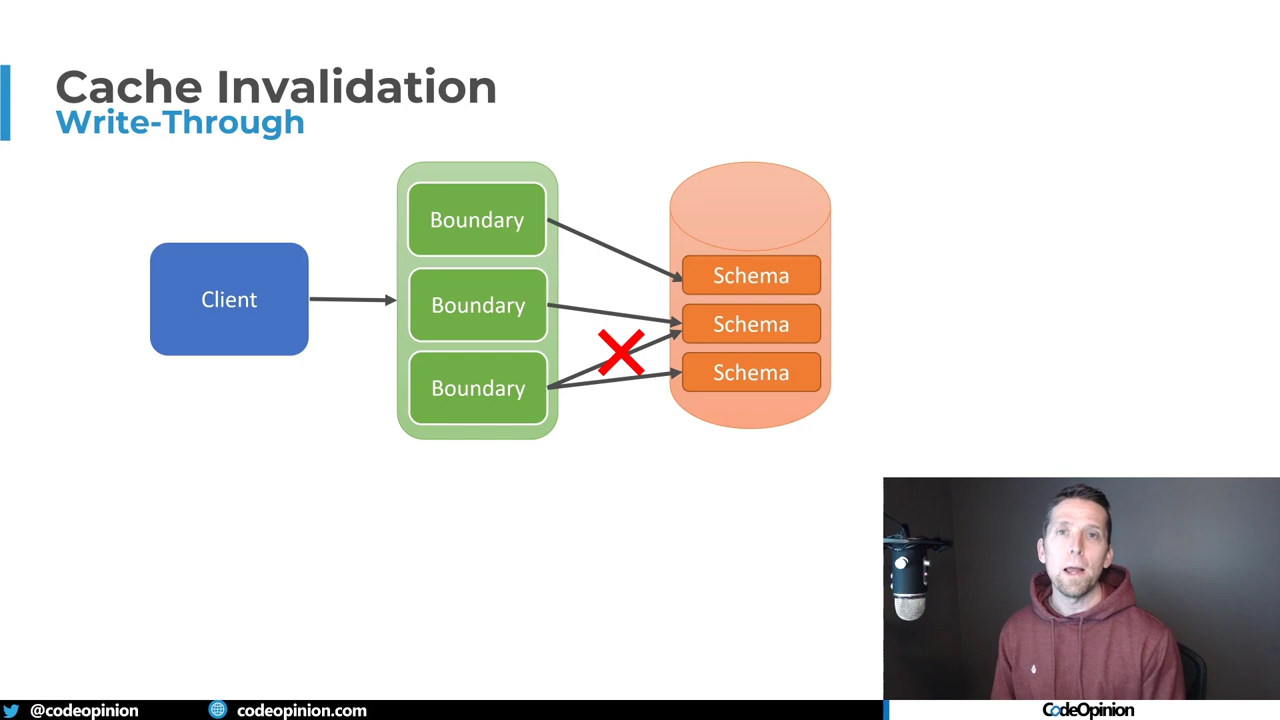 Cache Invalidation
Write-Through
Client
Boundary
Boundary
Boundary
Schema
Schema
Schema
@codeopinion
codeopinion.com
CodeOpinion